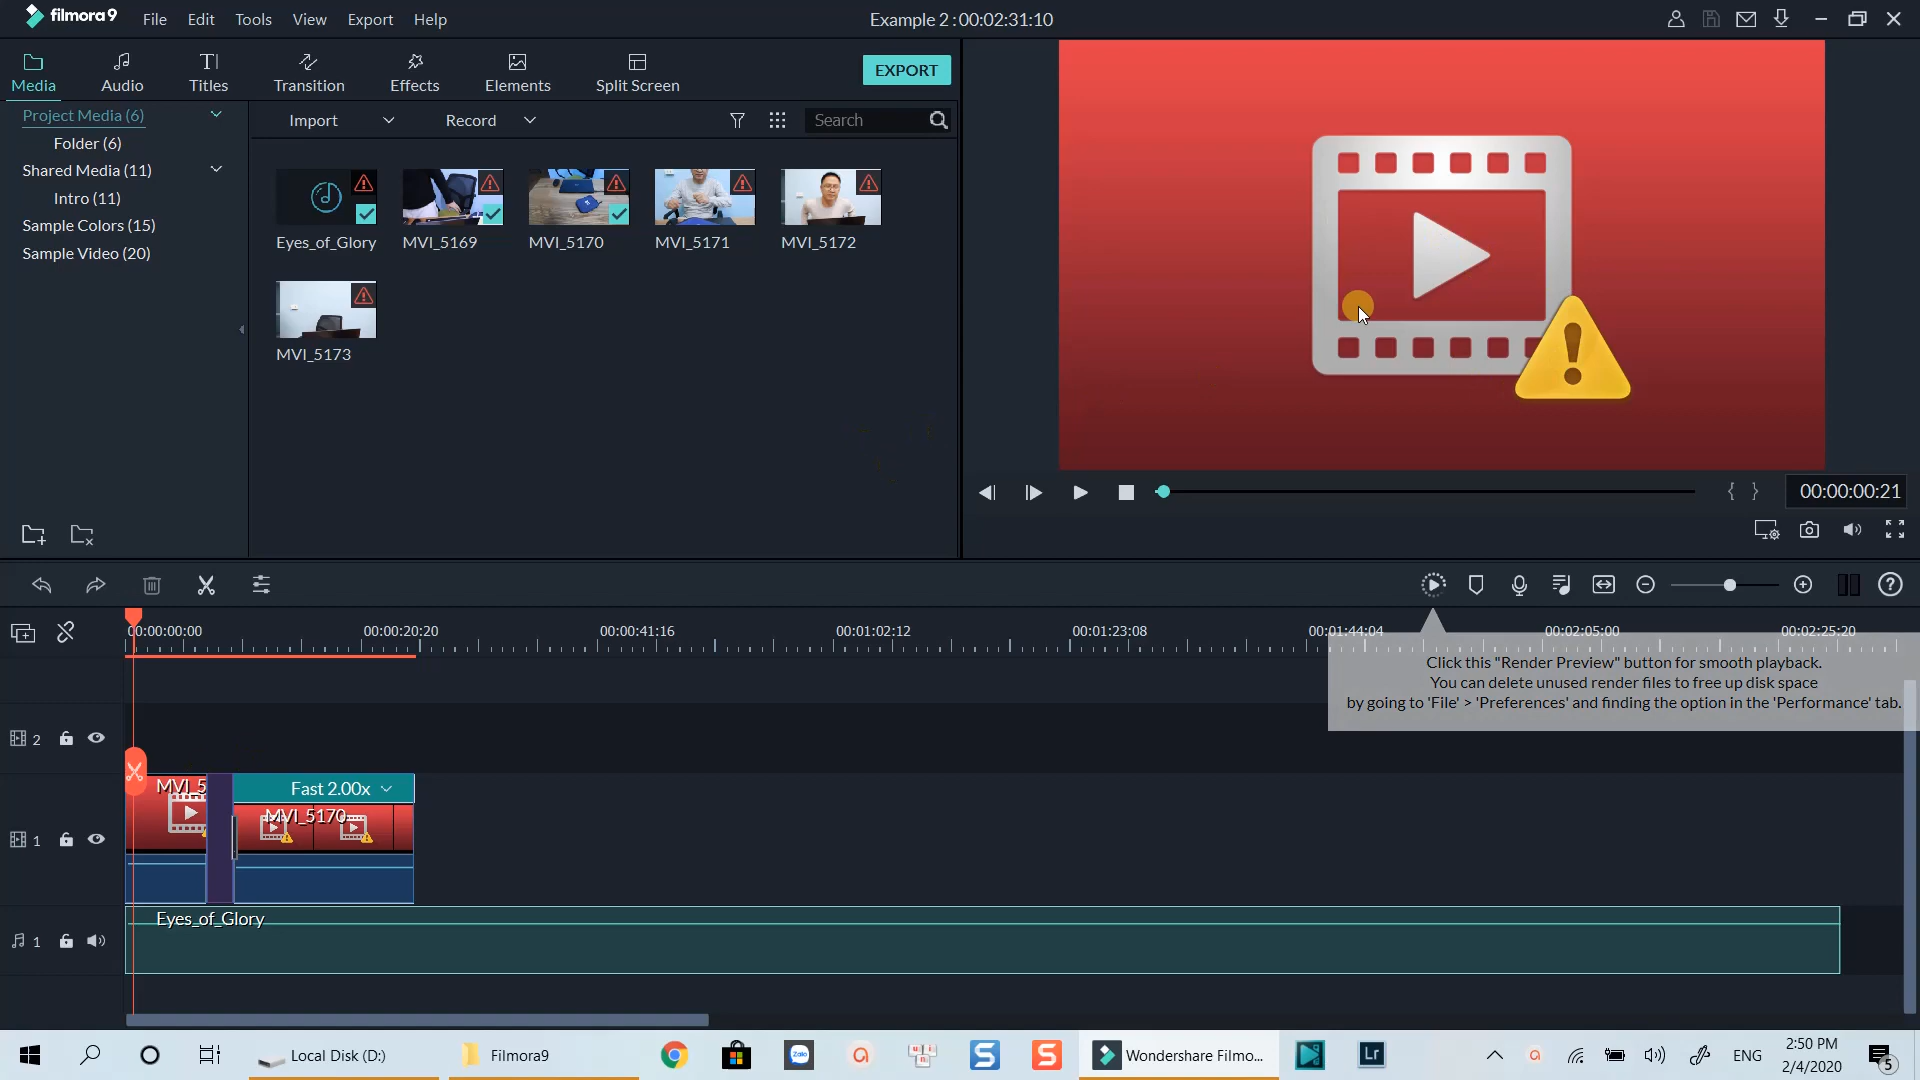 filmora9
File Edit Tools View Export Help
Example 2 : 00:02:31:10
Media Audio Titles Transition Effects Elements Split Screen
EXPORT
Project Media (6)
Folder (6)
Shared Media (11)
Intro (11)
Sample Colors (15)
Sample Video (20)
Import Record Search
Eyes_of_Glory MVI_5169 MVI_5170 MVI_5171 MVI_5172
MVI_5173
00:00:00:21
00:00:00:00 00:00:20:20 00:00:41:16 00:01:02:12 00:01:23:08 00:01:44:04 00:02:05:00 00:02:25:20
Click this "Render Preview" button for smooth playback.
You can delete unused render files to free up disk space
by going to 'File' > 'Preferences' and finding the option in the 'Performance' tab.
2
MVI_5
Fast 2.00x
MVI_5170
1
Eyes_of_Glory
1
Local Disk (D:)
Filmora9
Zalo
S
S
Wondershare Filmo...
Lr
ENG
2:50 PM
2/4/2020
5